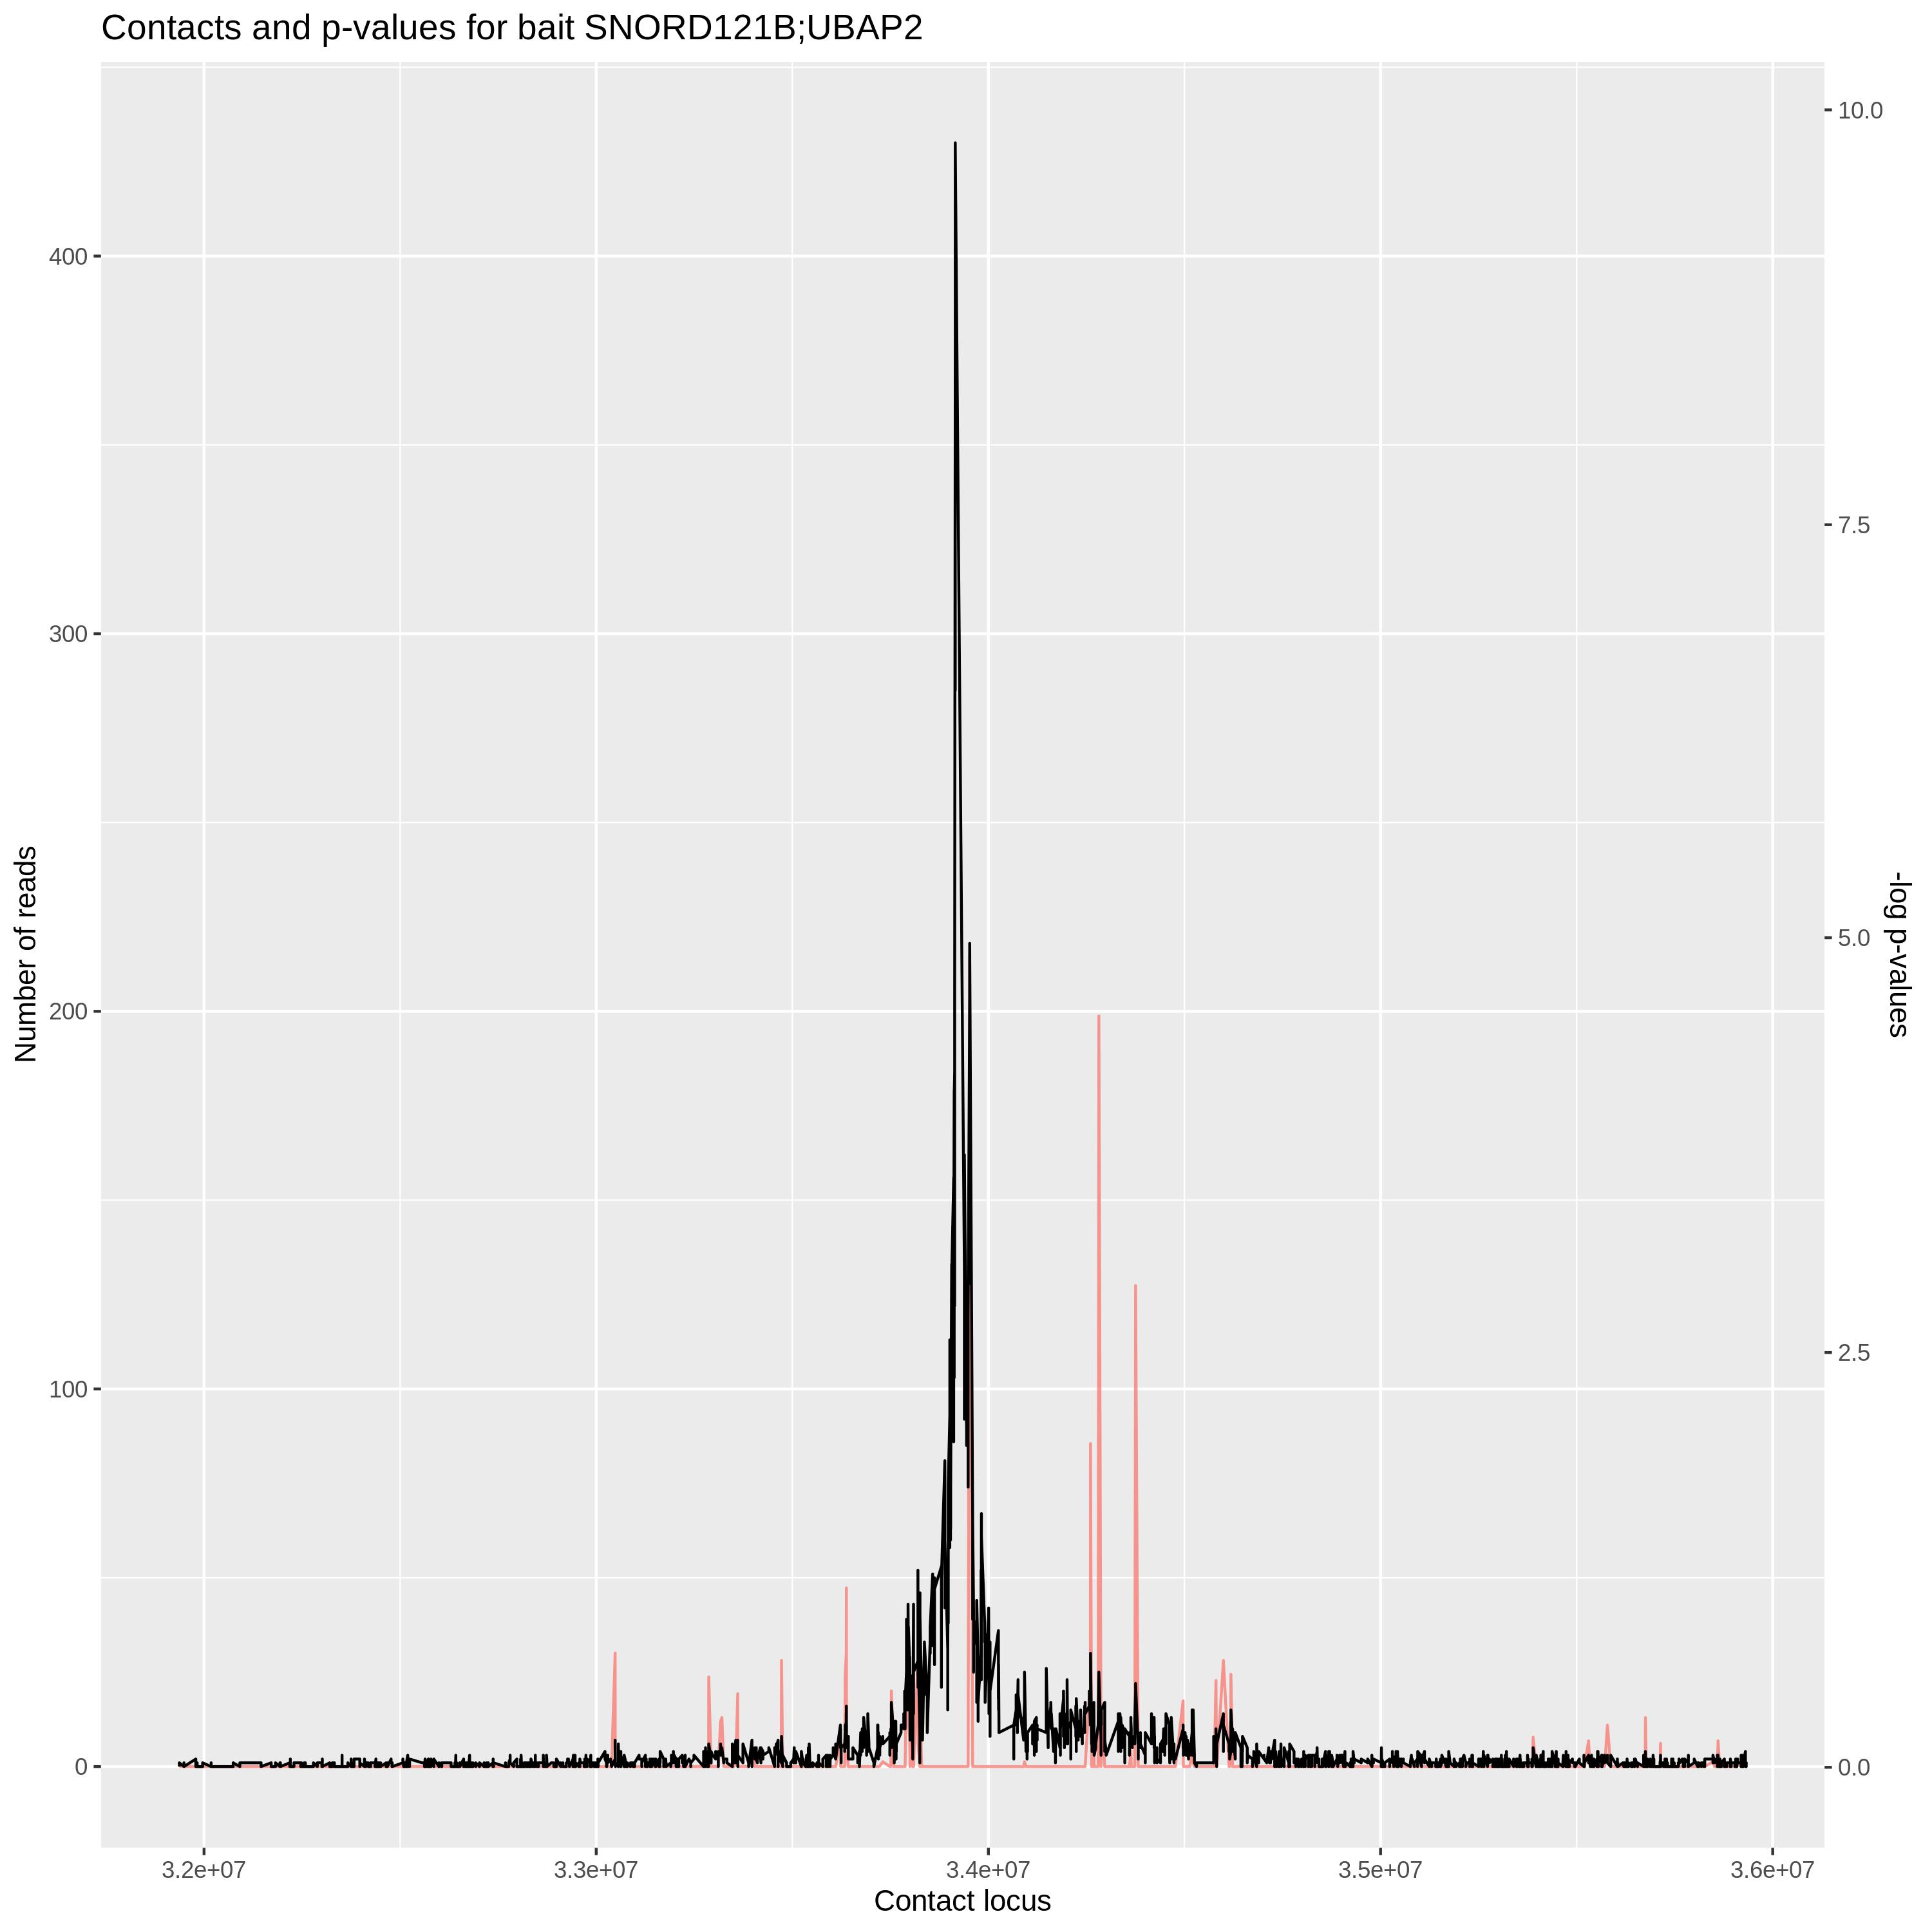 Contacts and p-values for bait SNORD121B;UBAP2
Number of reads
400
300
200
100
0
10.0
7.5
5.0
2.5
0.0
-log p-values
3.2e+07 3.3e+07 3.4e+07 3.5e+07 3.6e+07
Contact locus